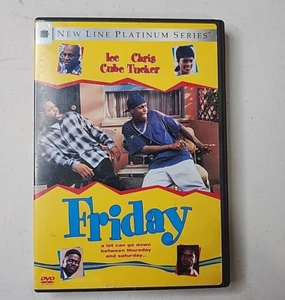 NEW LINE PLATINUM SERIES
Ice Chris
Cube Tucker
Friday
a lot can go down
between thursday
and saturday...
DVD